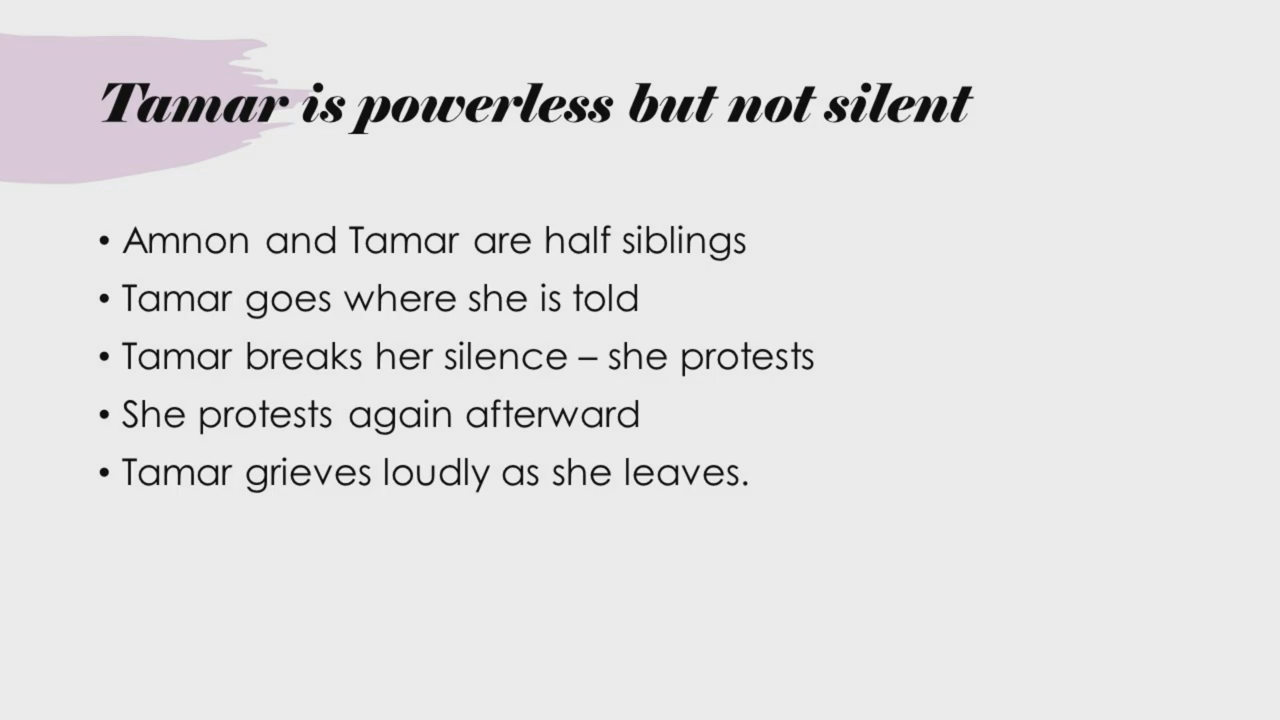 Tamar is powerless but not silent
• Amnon and Tamar are half siblings
• Tamar goes where she is told
• Tamar breaks her silence – she protests
• She protests again afterward
• Tamar grieves loudly as she leaves.